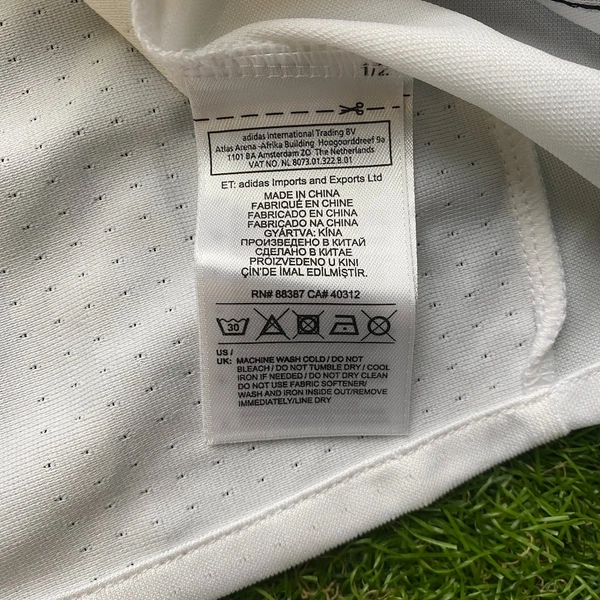 1/2.
adidas International Trading BV
Atlas Arena -Afrika Building Hoogoorddreef 9a
1101 BA Amsterdam ZO The Netherlands
VAT NO. NL 8073.01.322.B.01
ET: adidas Imports and Exports Ltd
MADE IN CHINA
FABRIQUÉ EN CHINE
FABRICADO EN CHINA
FABRICADO NA CHINA
GYÁRTVA: KÍNA
ПРОИЗВЕДЕНО В КИТАЙ
СДЕЛАНО В КИТАЕ
PROIZVEDENO U KINI
ÇİN'DE İMAL EDİLMİŞTİR.
RN# 88387 CA# 40312
30
US /
UK: MACHINE WASH COLD / DO NOT
BLEACH / DO NOT TUMBLE DRY / COOL
IRON IF NEEDED / DO NOT DRY CLEAN
DO NOT USE FABRIC SOFTENER/
WASH AND IRON INSIDE OUT/REMOVE
IMMEDIATELY/LINE DRY